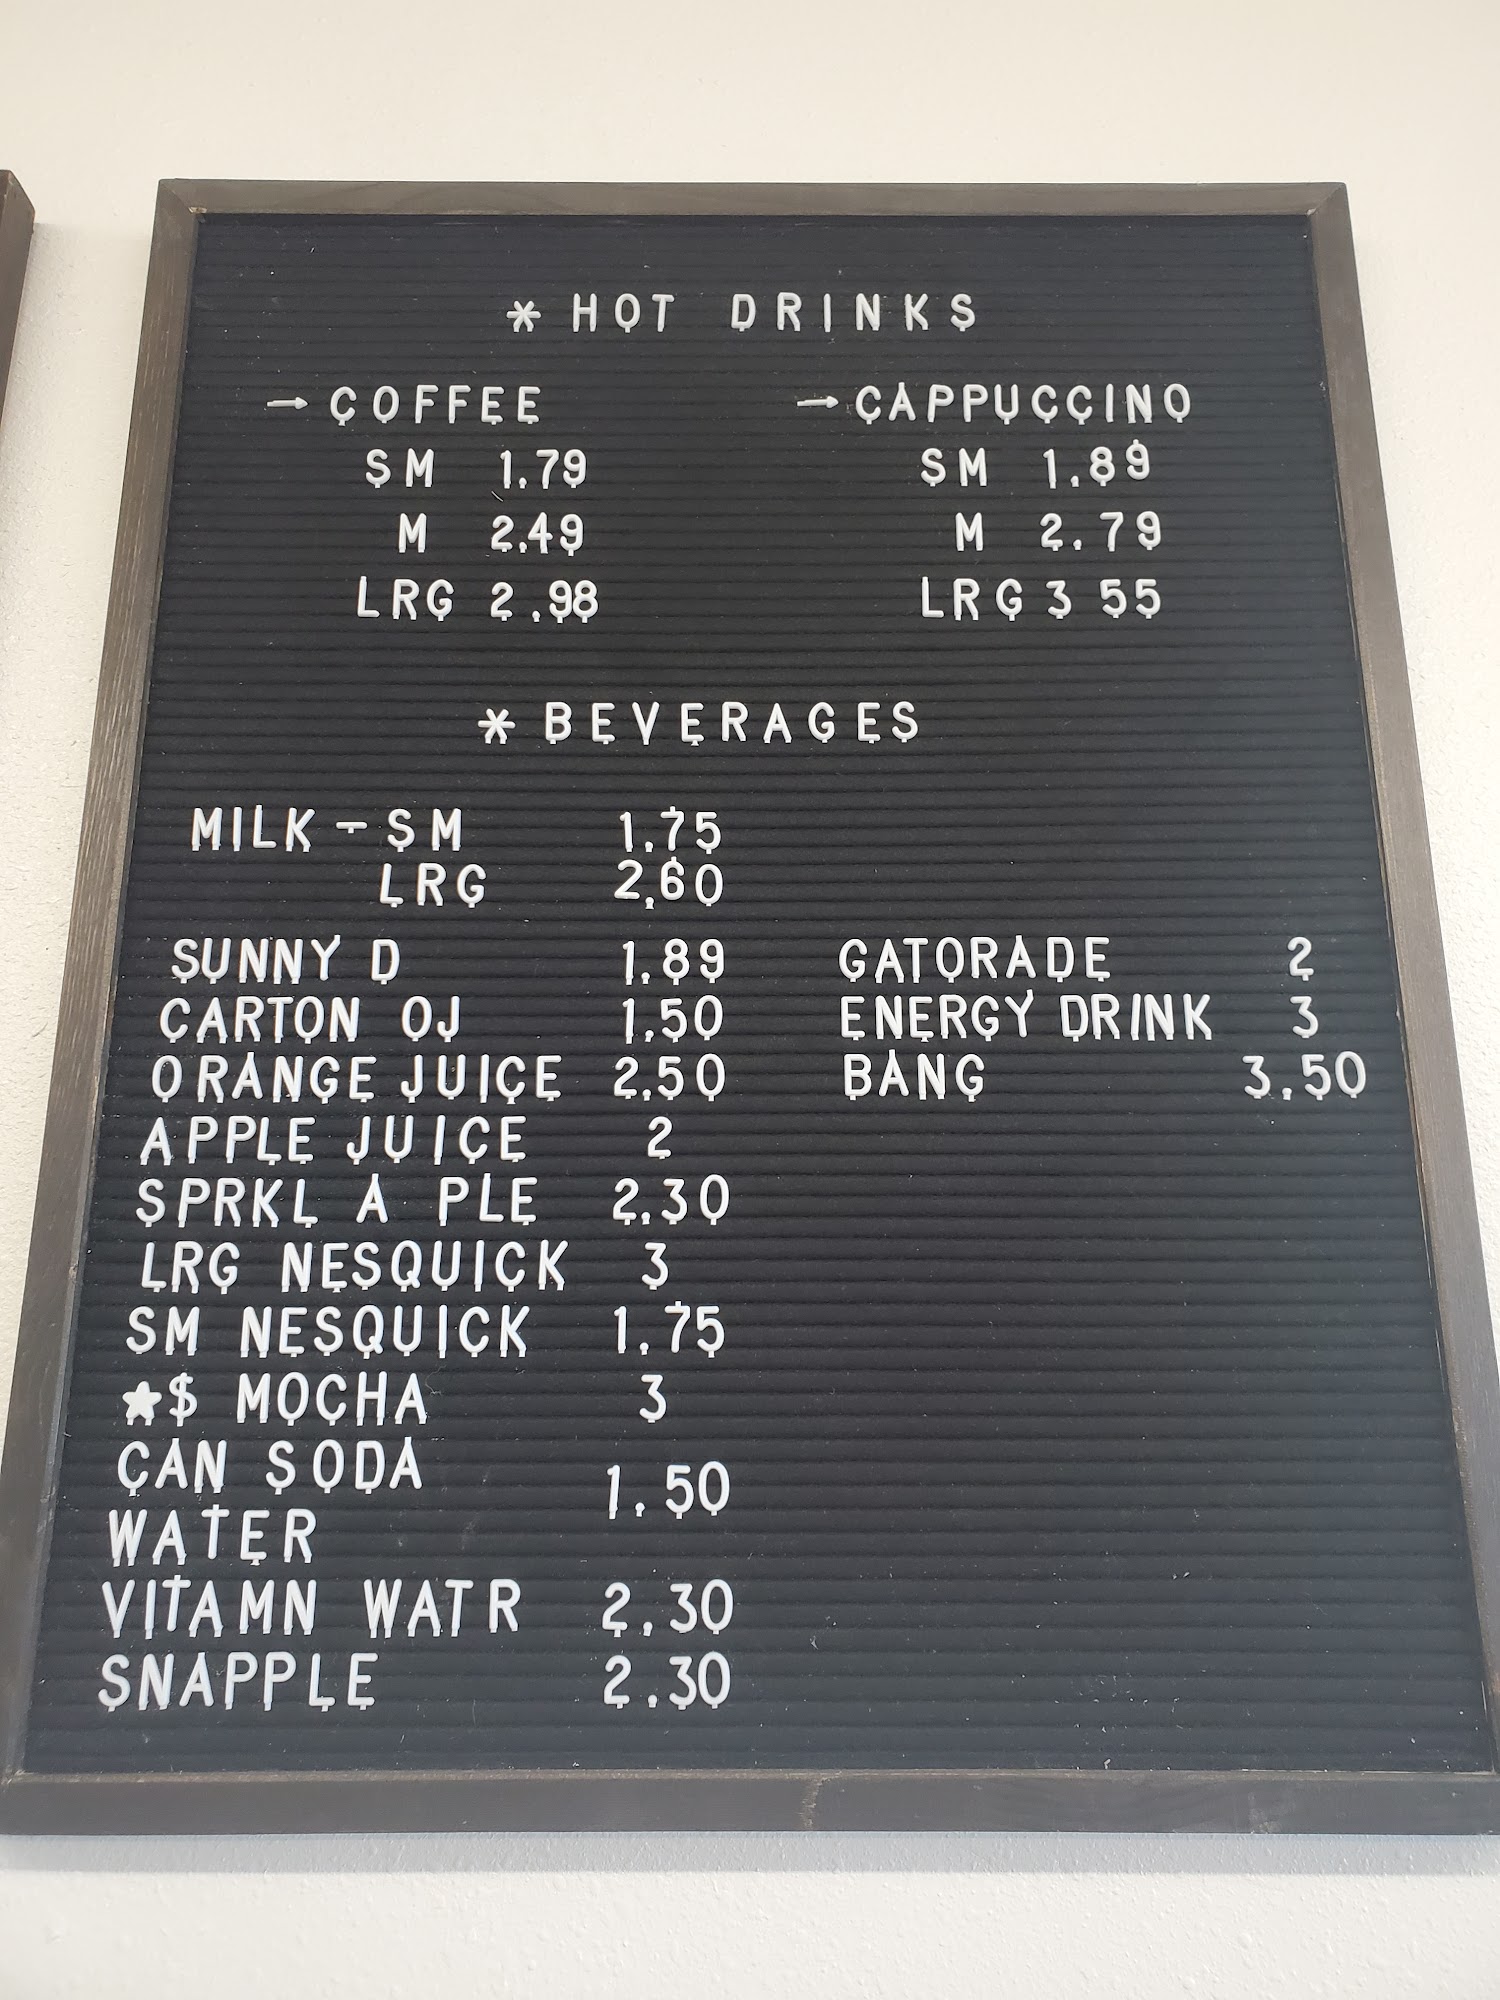 * HOT DRINKS
→ COFFEE → CAPPUCCINO
SM 1.79 SM 1.89
M 2.49 M 2.79
LRG 2.98 LRG 3 55
* BEVERAGES
MILK - SM 1.75
LRG 2.60
SUNNY D 1.89 GATORADE 2
CARTON OJ 1.50 ENERGY DRINK 3
ORANGE JUICE 2.50 BANG 3.50
APPLE JUICE 2
SPRKL A PLE 2.30
LRG NESQUICK 3
SM NESQUICK 1.75
★$ MOCHA 3
CAN SODA
1.50
WATER
VITAMN WATR 2.30
SNAPPLE 2.30